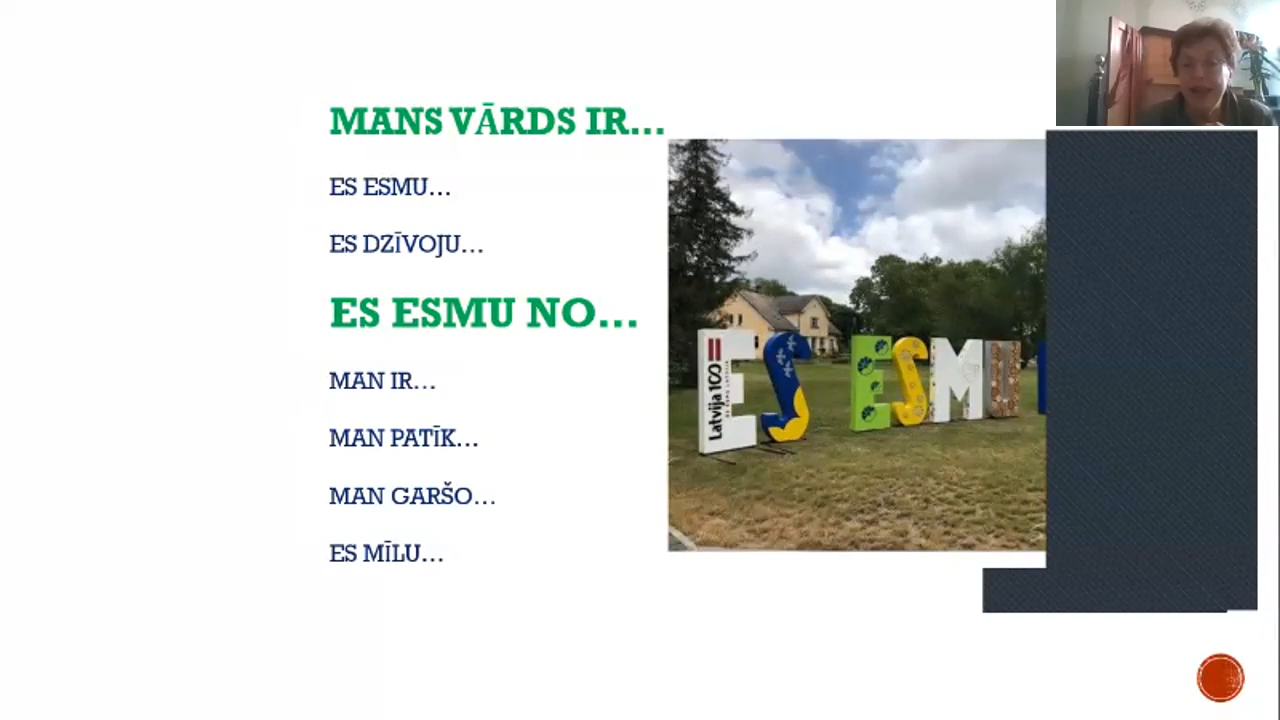 MANS VĀRDS IR...
ES ESMU...
ES DZĪVOJU...
ES ESMU NO...
MAN IR...
MAN PATĪK...
MAN GARŠO...
ES MĪLU...
ES ESMU
Latvija 100